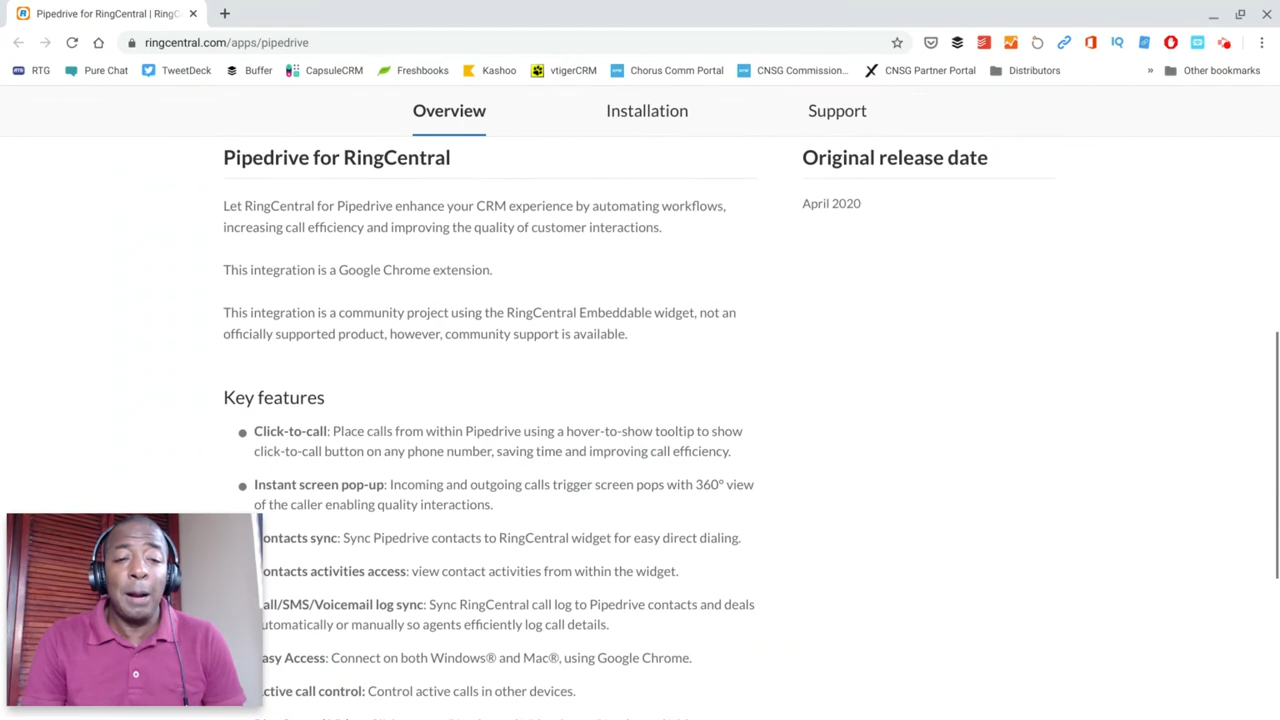 Pipedrive for RingCentral | RingC
ringcentral.com/apps/pipedrive
RTG
Pure Chat
TweetDeck
Buffer
CapsuleCRM
Freshbooks
Kashoo
vtigerCRM
Chorus Comm Portal
CNSG Commission...
CNSG Partner Portal
Distributors
»
Other bookmarks
Overview
Installation
Support
Pipedrive for RingCentral
Let RingCentral for Pipedrive enhance your CRM experience by automating workflows,
increasing call efficiency and improving the quality of customer interactions.
This integration is a Google Chrome extension.
This integration is a community project using the RingCentral Embeddable widget, not an
officially supported product, however, community support is available.
Original release date
April 2020
Key features
Click-to-call: Place calls from within Pipedrive using a hover-to-show tooltip to show
click-to-call button on any phone number, saving time and improving call efficiency.
Instant screen pop-up: Incoming and outgoing calls trigger screen pops with 360° view
of the caller enabling quality interactions.
ontacts sync: Sync Pipedrive contacts to RingCentral widget for easy direct dialing.
ontacts activities access: view contact activities from within the widget.
all/SMS/Voicemail log sync: Sync RingCentral call log to Pipedrive contacts and deals
utomatically or manually so agents efficiently log call details.
asy Access: Connect on both Windows® and Mac®, using Google Chrome.
ctive call control: Control active calls in other devices.